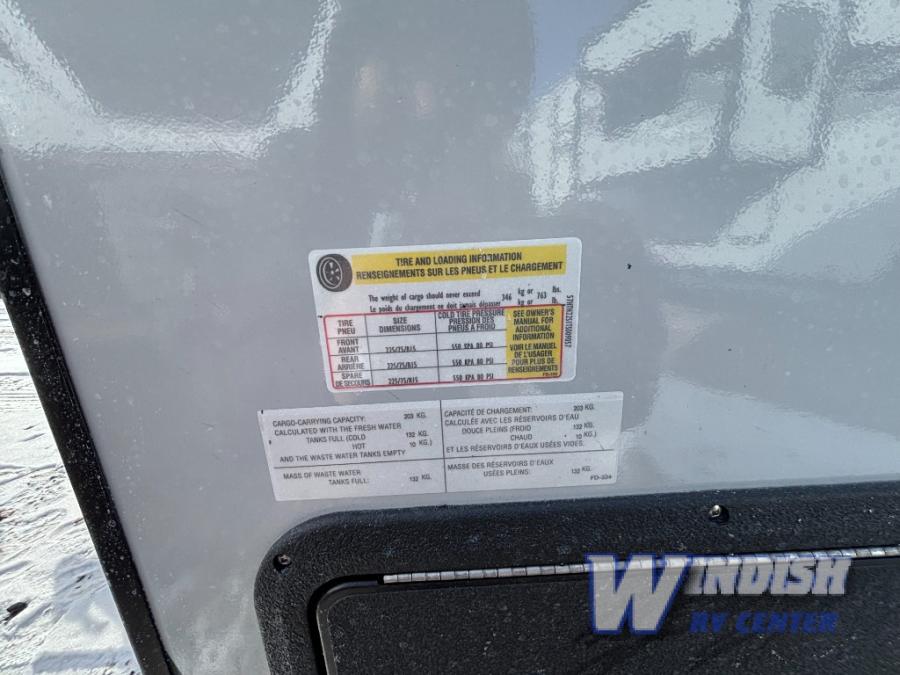 TIRE AND LOADING INFORMATION
RENSEIGNEMENTS SUR LES PNEUS ET LE CHARGEMENT
The weight of cargo should never exceed 346 kg or 763 lbs.
Le poids du chargement ne doit jamais dépasser kg or lb.
TIRE PNEU
SIZE DIMENSIONS
COLD TIRE PRESSURE
PRESSION DES PNEUS A FROID
FRONT AVANT 225/75/R15 550 KPA 80 PSI
REAR ARRIÈRE 225/75/R15 550 KPA 80 PSI
SPARE DE SECOURS 225/75/R15 550 KPA 80 PSI
SEE OWNER'S
MANUAL FOR
ADDITIONAL
INFORMATION
VOIR LE MANUEL
DE L'USAGER
POUR PLUS DE
RENSEIGNEMENTS
CARGO-CARRYING CAPACITY: 203 KG.
CALCULATED WITH THE FRESH WATER
TANKS FULL (COLD 132 KG.
HOT 10 KG.)
AND THE WASTE WATER TANKS EMPTY
MASS OF WASTE WATER
TANKS FULL: 132 KG.
CAPACITÉ DE CHARGEMENT: 203 KG.
CALCULÉE AVEC LES RÉSERVOIRS D'EAU
DOUCE PLEINS (FROID 132 KG.
CHAUD 10 KG.)
ET LES RÉSERVOIRS D'EAUX USÉES VIDES.
MASSE DES RÉSERVOIRS D'EAUX
USÉES PLEINS: 132 KG.
FD-334
WINDISH
RV CENTER